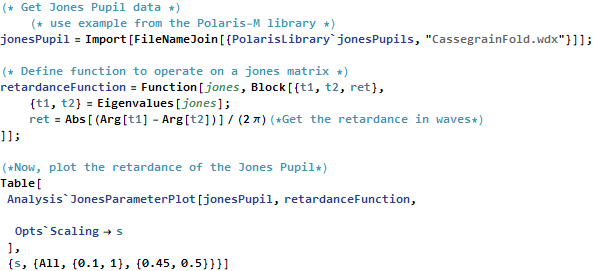 (* Get Jones Pupil data *)
(* use example from the Polaris-M library *)
jonesPupil = Import[FileNameJoin[{PolarisLibrary`jonesPupils, "CassegrainFold.wdx"}]];
(* Define function to operate on a jones matrix *)
retardanceFunction = Function[jones, Block[{t1, t2, ret},
{t1, t2} = Eigenvalues[jones];
ret = Abs[(Arg[t1] - Arg[t2])] / (2 π) (*Get the retardance in waves*)
]];
(*Now, plot the retardance of the Jones Pupil*)
Table[
Analysis`JonesParameterPlot[jonesPupil, retardanceFunction,
Opts`Scaling → s
],
{s, {All, {0.1, 1}, {0.45, 0.5}}}]